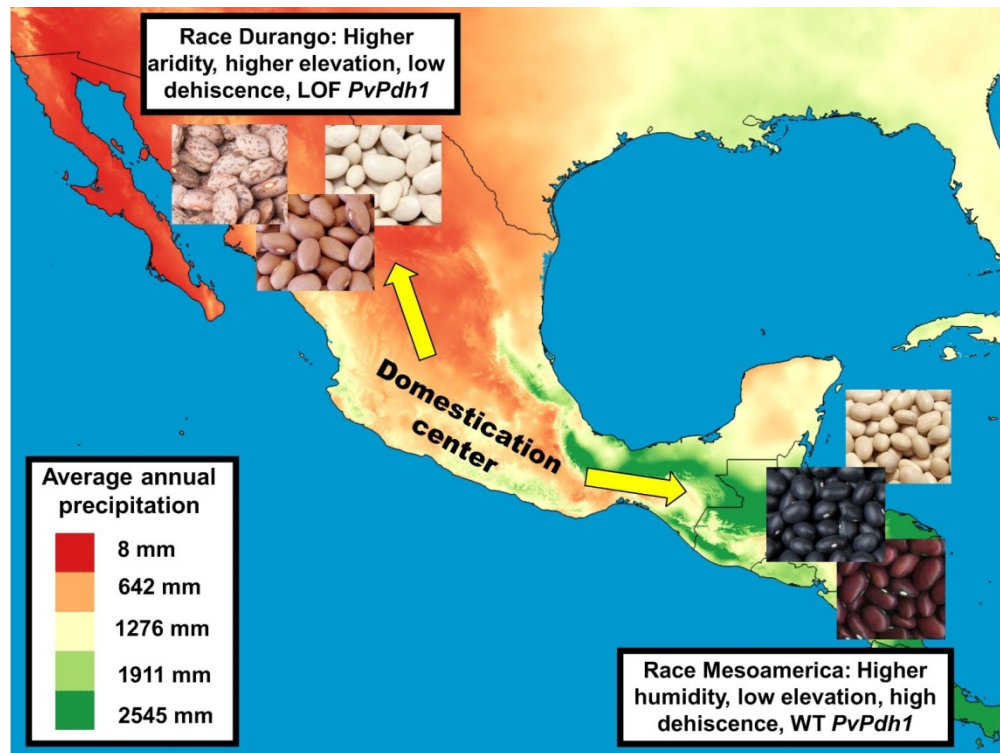 Race Durango: Higher
aridity, higher elevation, low
dehiscence, LOF PvPdh1
Domestication
center
Average annual
precipitation
8 mm
642 mm
1276 mm
1911 mm
2545 mm
Race Mesoamerica: Higher
humidity, low elevation, high
dehiscence, WT PvPdh1